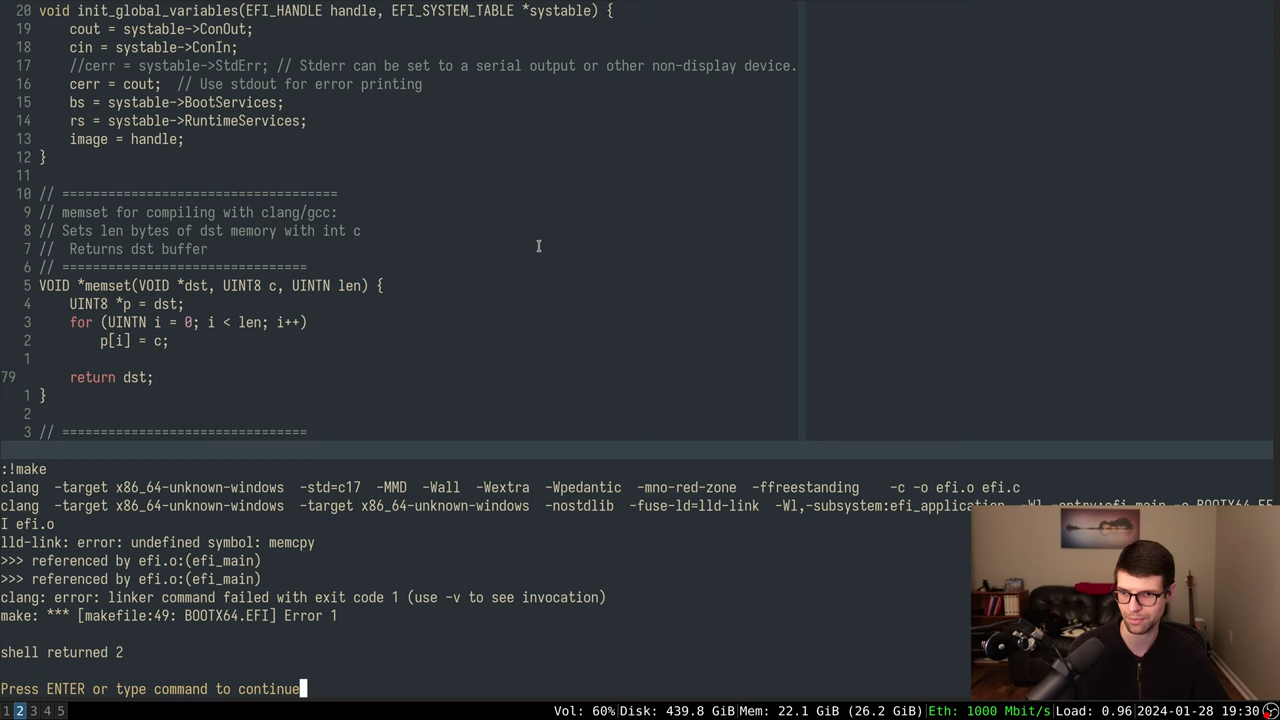 20 void init_global_variables(EFI_HANDLE handle, EFI_SYSTEM_TABLE *systable) {
19     cout = systable->ConOut;
18     cin = systable->ConIn;
17     //cerr = systable->StdErr; // Stderr can be set to a serial output or other non-display device.
16     cerr = cout;  // Use stdout for error printing
15     bs = systable->BootServices;
14     rs = systable->RuntimeServices;
13     image = handle;
12 }
11
10 // ====================================
9 // memset for compiling with clang/gcc:
8 // Sets len bytes of dst memory with int c
7 //  Returns dst buffer
6 // ================================
5 VOID *memset(VOID *dst, UINT8 c, UINTN len) {
4     UINT8 *p = dst;
3     for (UINTN i = 0; i < len; i++)
2         p[i] = c;
1
79     return dst;
1 }
2
3 // ================================
:!make
clang  -target x86_64-unknown-windows  -std=c17  -MMD  -Wall  -Wextra  -Wpedantic  -mno-red-zone  -ffreestanding    -c -o efi.o efi.c
clang  -target x86_64-unknown-windows  -target x86_64-unknown-windows  -nostdlib  -fuse-ld=lld-link  -Wl,-subsystem:efi_application  -Wl,-entry:efi_main -o BOOTX64.EF
I efi.o
lld-link: error: undefined symbol: memcpy
>>> referenced by efi.o:(efi_main)
>>> referenced by efi.o:(efi_main)
clang: error: linker command failed with exit code 1 (use -v to see invocation)
make: *** [makefile:49: BOOTX64.EFI] Error 1
shell returned 2
Press ENTER or type command to continue
1 2 3 4 5 Vol: 60% Disk: 439.8 GiB Mem: 22.1 GiB (26.2 GiB) Eth: 1000 Mbit/s Load: 0.96 2024-01-28 19:30